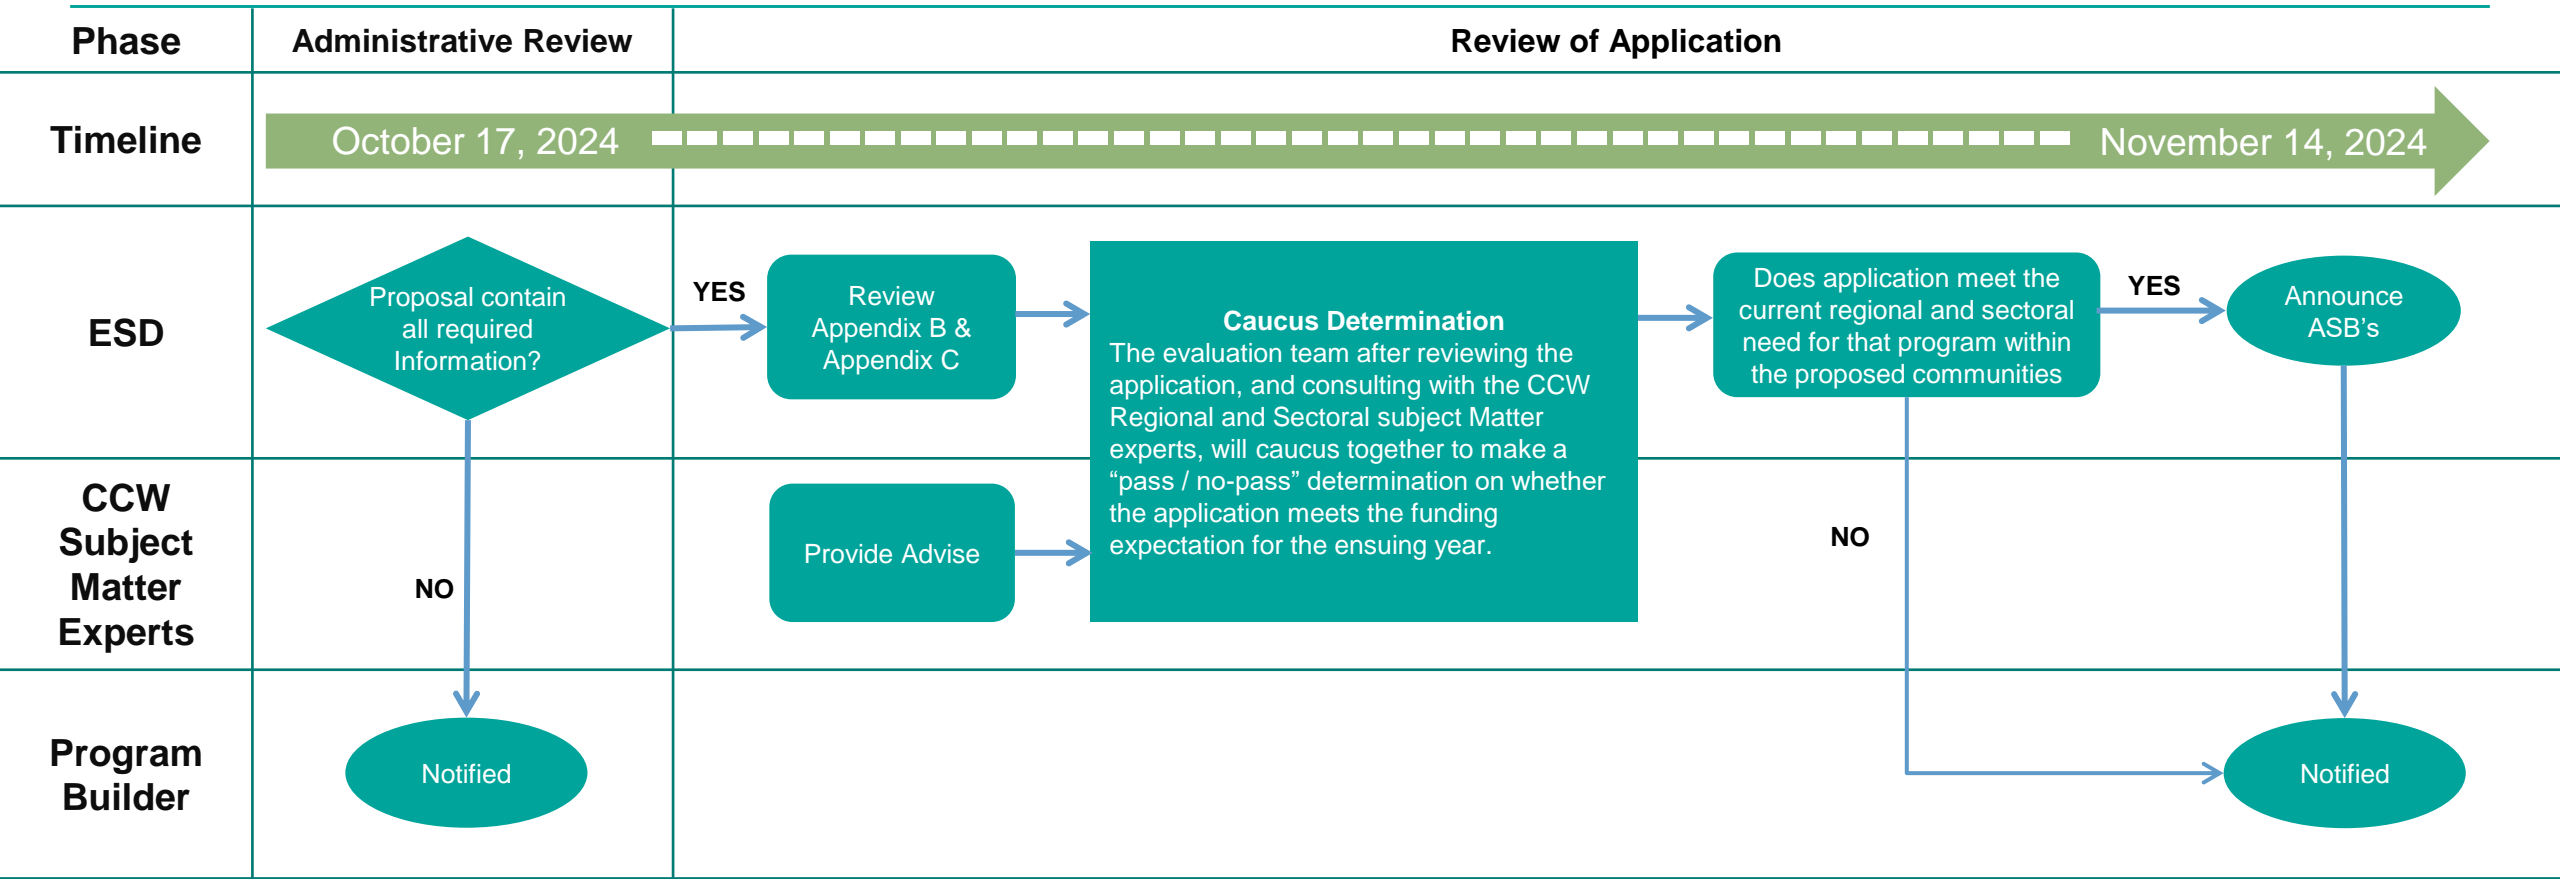 Phase
Administrative Review
Review of Application
Timeline
October 17, 2024
November 14, 2024
ESD
Proposal contain
all required
Information?
YES
Review
Appendix B &
Appendix C
Caucus Determination
The evaluation team after reviewing the
application, and consulting with the CCW
Regional and Sectoral subject Matter
experts, will caucus together to make a
“pass / no-pass” determination on whether
the application meets the funding
expectation for the ensuing year.
Does application meet the
current regional and sectoral
need for that program within
the proposed communities
YES
Announce
ASB’s
CCW
Subject
Matter
Experts
NO
Provide Advise
NO
Program
Builder
Notified
Notified